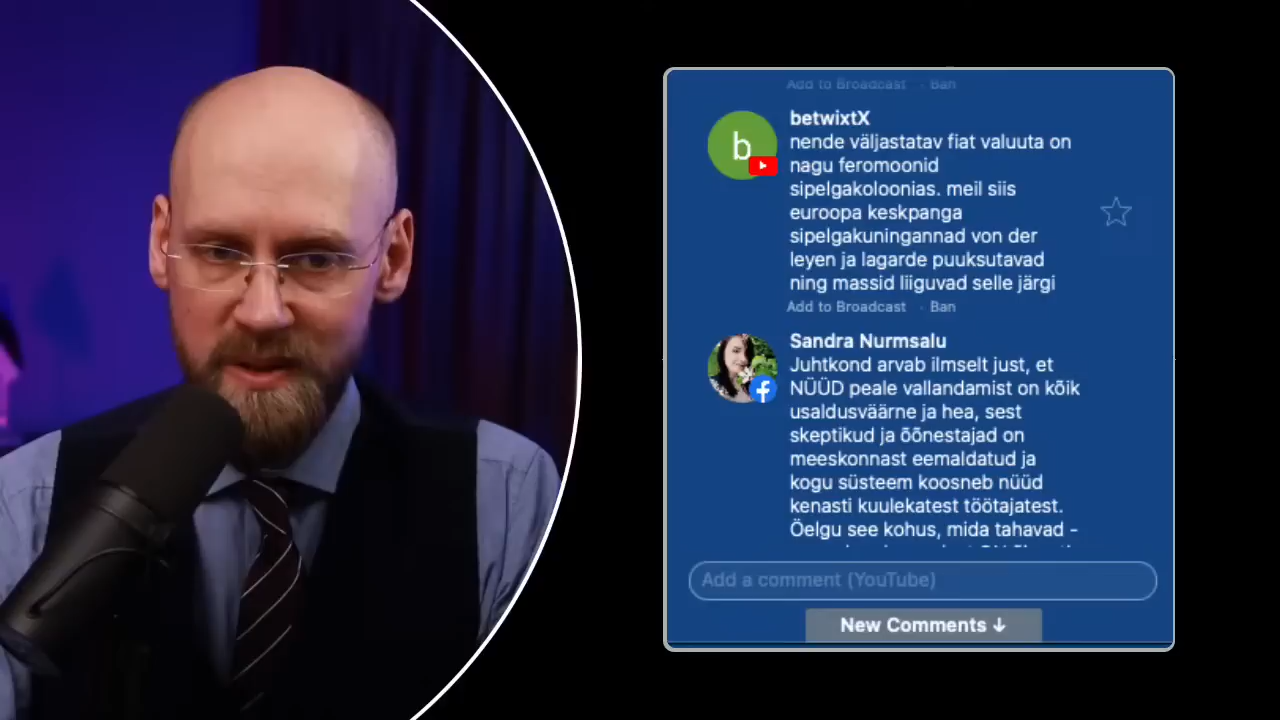 Add to Broadcast · Ban
betwixtX
b
nende väljastatav fiat valuuta on
nagu feromoonid
sipelgakoloonias. meil siis
euroopa keskpanga
sipelgakuningannad von der
leyen ja lagarde puuksutavad
ning massid liiguvad selle järgi
Add to Broadcast · Ban
Sandra Nurmsalu
Juhtkond arvab ilmselt just, et
NÜÜD peale vallandamist on kõik
usaldusväärne ja hea, sest
skeptikud ja õõnestajad on
meeskonnast eemaldatud ja
kogu süsteem koosneb nüüd
kenasti kuulekatest töötajatest.
Öelgu see kohus, mida tahavad -
Add a comment (YouTube)
New Comments ↓